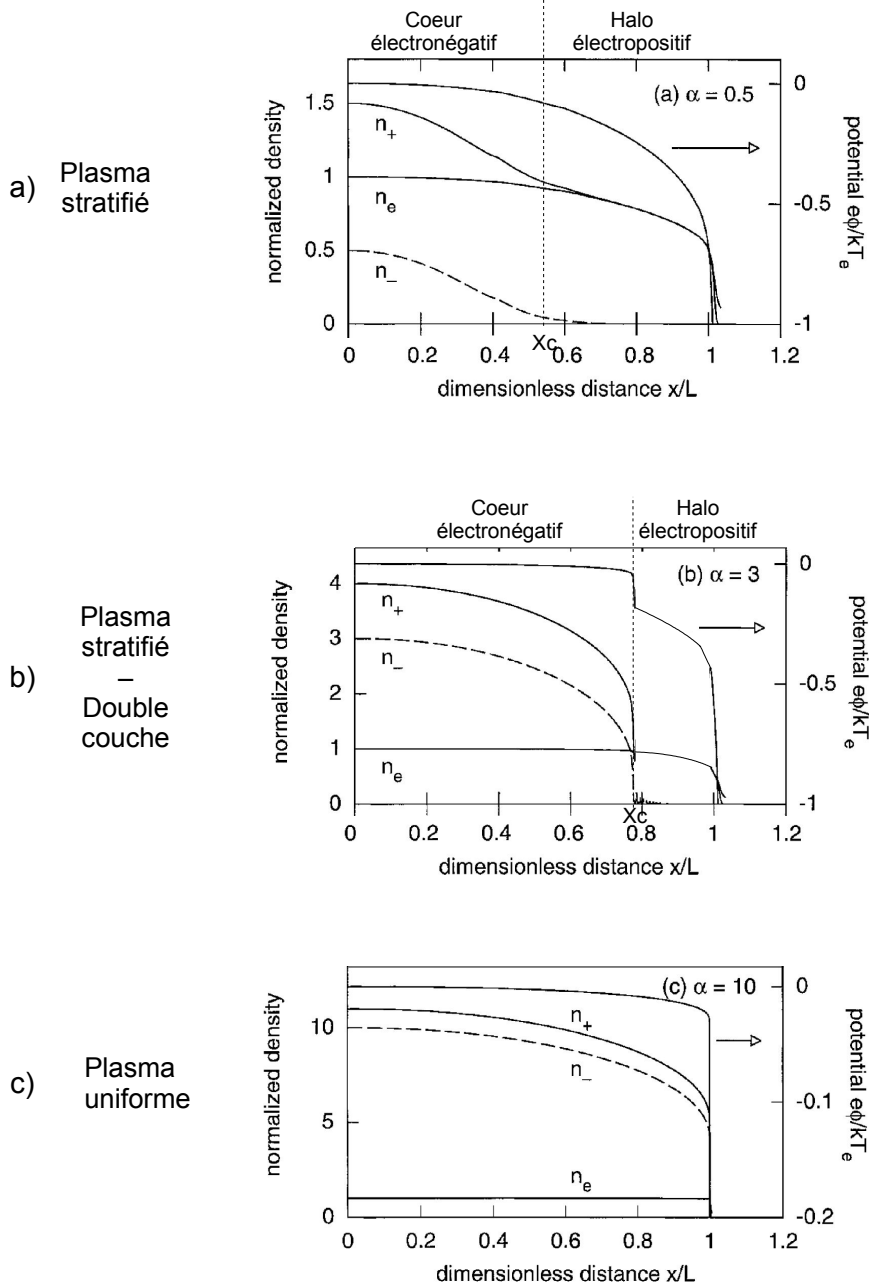 Coeur
électronégatif
Halo
électropositif
a) Plasma
stratifié
normalized density
1.5
1
0.5
0
n+
ne
n_
(a) α = 0.5
0
-0.5
-1
potential eϕ/kTe
0 0.2 0.4 Xc 0.6 0.8 1 1.2
dimensionless distance x/L
Coeur
électronégatif
Halo
électropositif
b) Plasma
stratifié
–
Double
couche
normalized density
4
3
2
1
0
n+
n_
ne
(b) α = 3
0
-0.5
-1
potential eϕ/kTe
0 0.2 0.4 0.6 Xc 0.8 1 1.2
dimensionless distance x/L
c) Plasma
uniforme
normalized density
10
5
0
n+
n_
ne
(c) α = 10
0
-0.1
-0.2
potential eϕ/kTe
0 0.2 0.4 0.6 0.8 1 1.2
dimensionless distance x/L